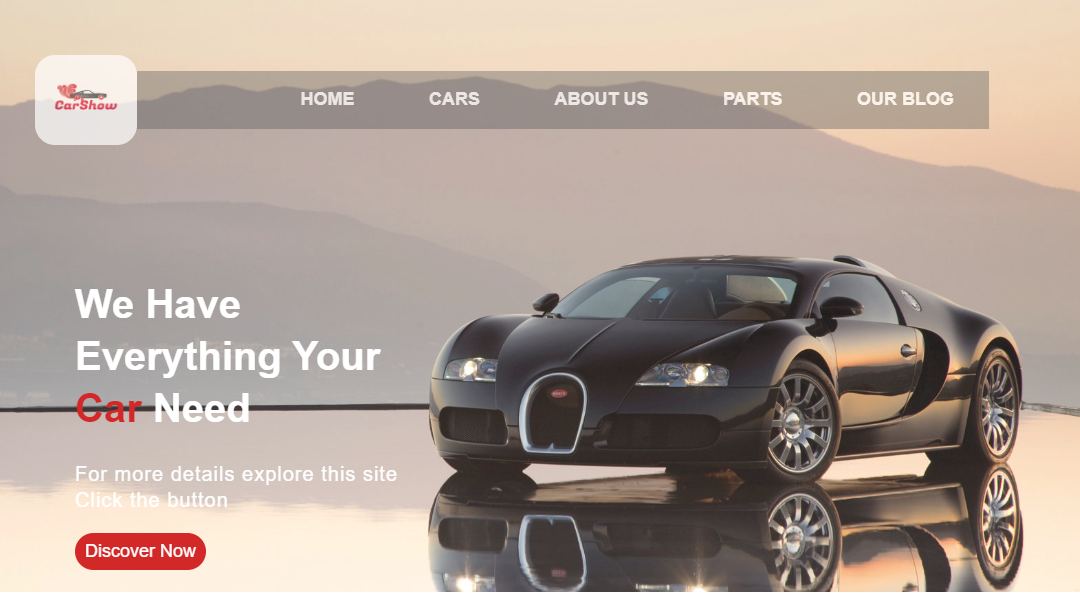 CarShow
HOME CARS ABOUT US PARTS OUR BLOG
We Have
Everything Your
Car Need
For more details explore this site
Click the button
Discover Now